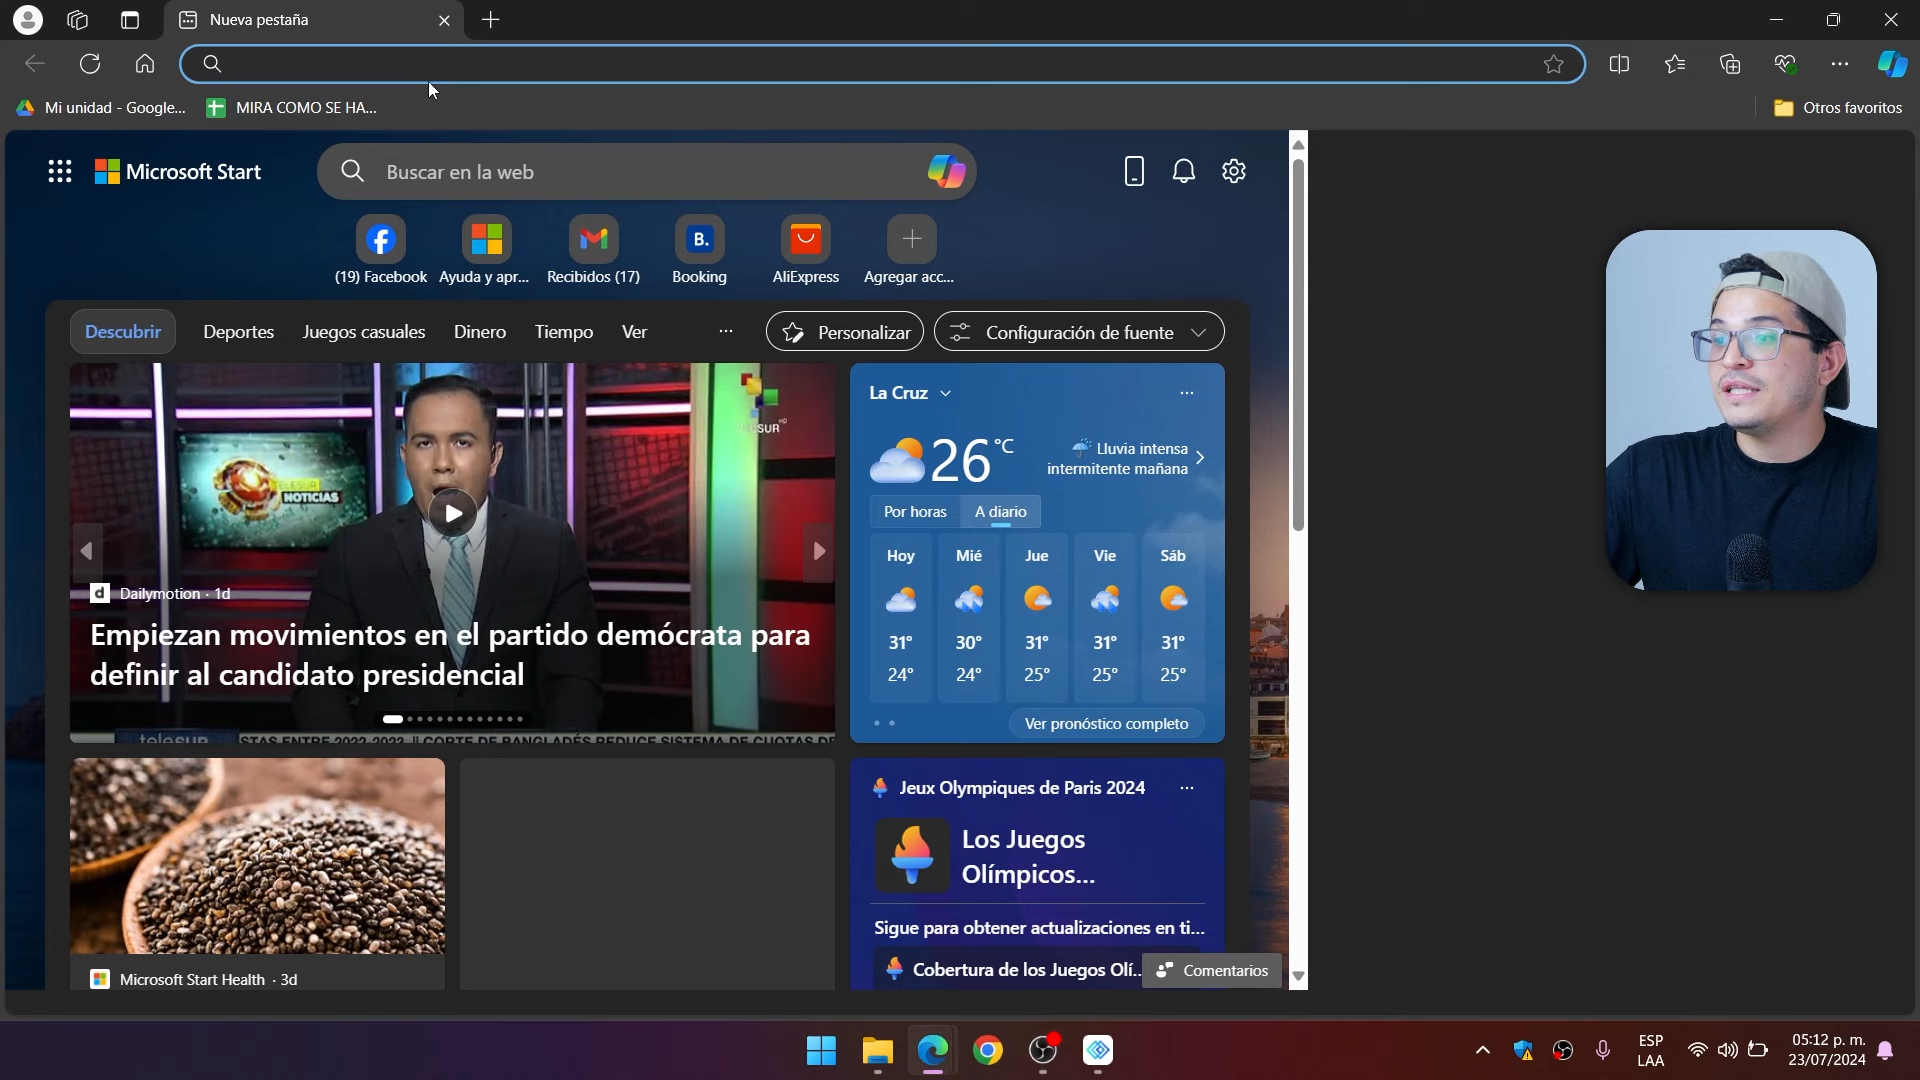 Nueva pestaña
Mi unidad - Google...
MIRA COMO SE HA...
Otros favoritos
Microsoft Start
Buscar en la web
(19) Facebook
Ayuda y apr...
Recibidos (17)
B.
Booking
AliExpress
Agregar acc...
Descubrir
Deportes
Juegos casuales
Dinero
Tiempo
Ver
Personalizar
Configuración de fuente
TELESUR
NOTICIAS
d Dailymotion · 1d
Empiezan movimientos en el partido demócrata para
definir al candidato presidencial
La Cruz
26 °C
Lluvia intensa
intermitente mañana
Por horas
A diario
Hoy Mié Jue Vie Sáb
31° 30° 31° 31° 31°
24° 24° 25° 25° 25°
Ver pronóstico completo
Microsoft Start Health · 3d
Jeux Olympiques de Paris 2024
Los Juegos
Olímpicos...
Sigue para obtener actualizaciones en ti...
Cobertura de los Juegos Olí..
Comentarios
ESP
LAA
05:12 p. m.
23/07/2024